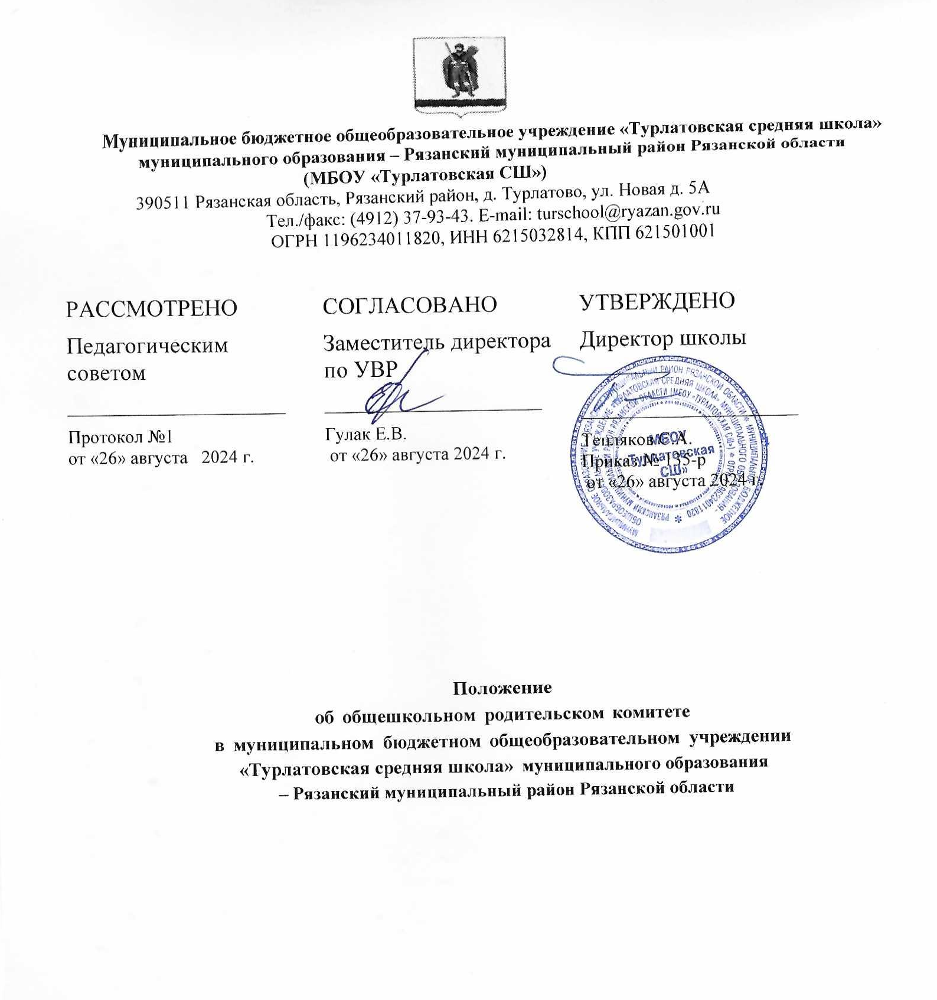 Муниципальное бюджетное общеобразовательное учреждение «Турлатовская средняя школа»
муниципального образования – Рязанский муниципальный район Рязанской области
(МБОУ «Турлатовская СШ»)
390511 Рязанская область, Рязанский район, д. Турлатово, ул. Новая д. 5А
Тел./факс: (4912) 37-93-43. E-mail: turschool@ryazan.gov.ru
ОГРН 1196234011820, ИНН 6215032814, КПП 621501001
РАССМОТРЕНО
Педагогическим
советом
Протокол №1
от «26» августа 2024 г.
СОГЛАСОВАНО
Заместитель директора
по УВР
Гулак Е.В.
от «26» августа 2024 г.
УТВЕРЖДЕНО
Директор школы
Тепляков С.А.
Приказ № 135-р
от «26» августа 2024 г.
МБОУ
«Турлатовская
СШ»
Положение
об общешкольном родительском комитете
в муниципальном бюджетном общеобразовательном учреждении
«Турлатовская средняя школа» муниципального образования
– Рязанский муниципальный район Рязанской области